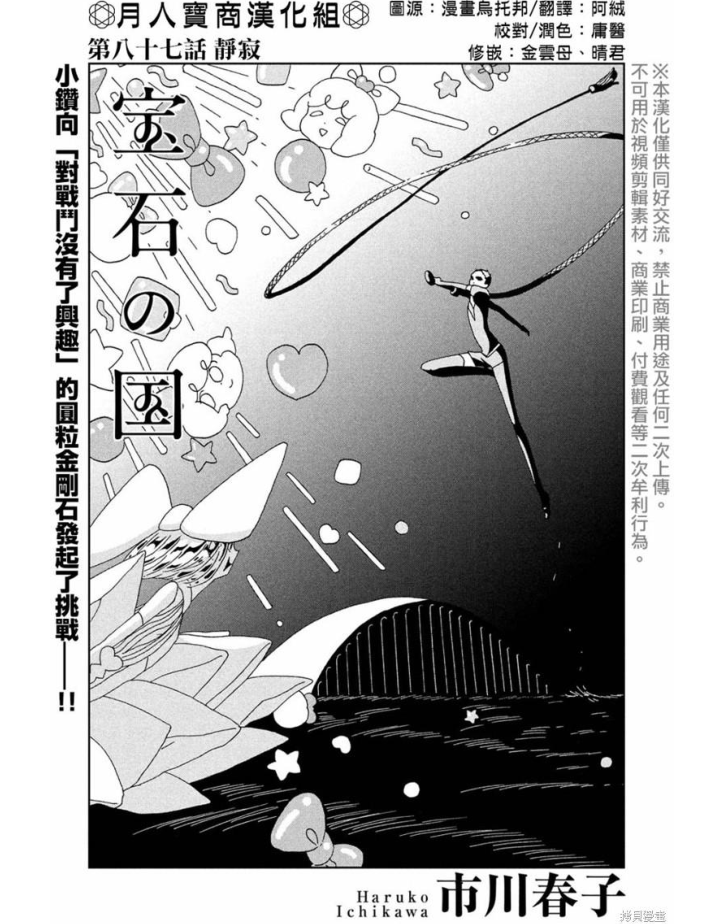 月人寶商漢化組
圖源：漫畫烏托邦/翻譯：阿絨
校對/潤色：庸醫
修嵌：金雲母、晴君
第八十七話 靜寂
※本漢化僅供同好交流，禁止商業用途及任何二次上傳。
不可用於視頻剪輯素材、商業印刷、付費觀看等二次牟利行為。
宝石の国
小鑽向「對戰鬥沒有了興趣」的圓粒金剛石發起了挑戰——!!
Haruko
Ichikawa
市川春子
拷貝漫畫